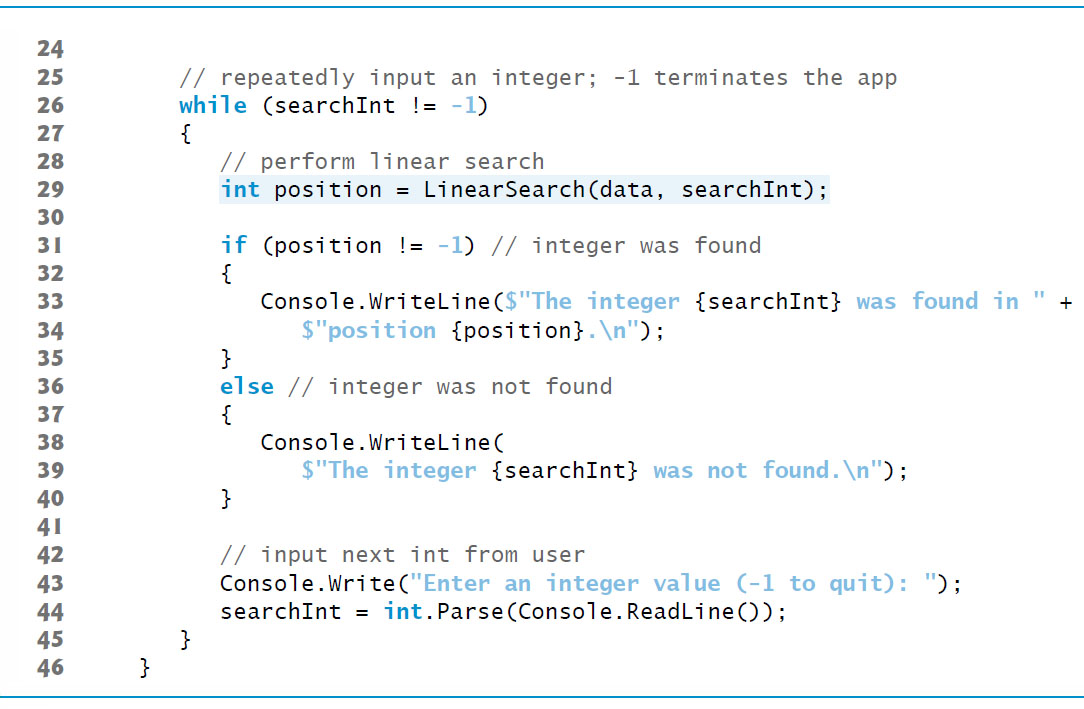 24
25 // repeatedly input an integer; -1 terminates the app
26 while (searchInt != -1)
27 {
28 // perform linear search
29 int position = LinearSearch(data, searchInt);
30
31 if (position != -1) // integer was found
32 {
33 Console.WriteLine($"The integer {searchInt} was found in " +
34 $"position {position}.\n");
35 }
36 else // integer was not found
37 {
38 Console.WriteLine(
39 $"The integer {searchInt} was not found.\n");
40 }
41
42 // input next int from user
43 Console.Write("Enter an integer value (-1 to quit): ");
44 searchInt = int.Parse(Console.ReadLine());
45 }
46 }